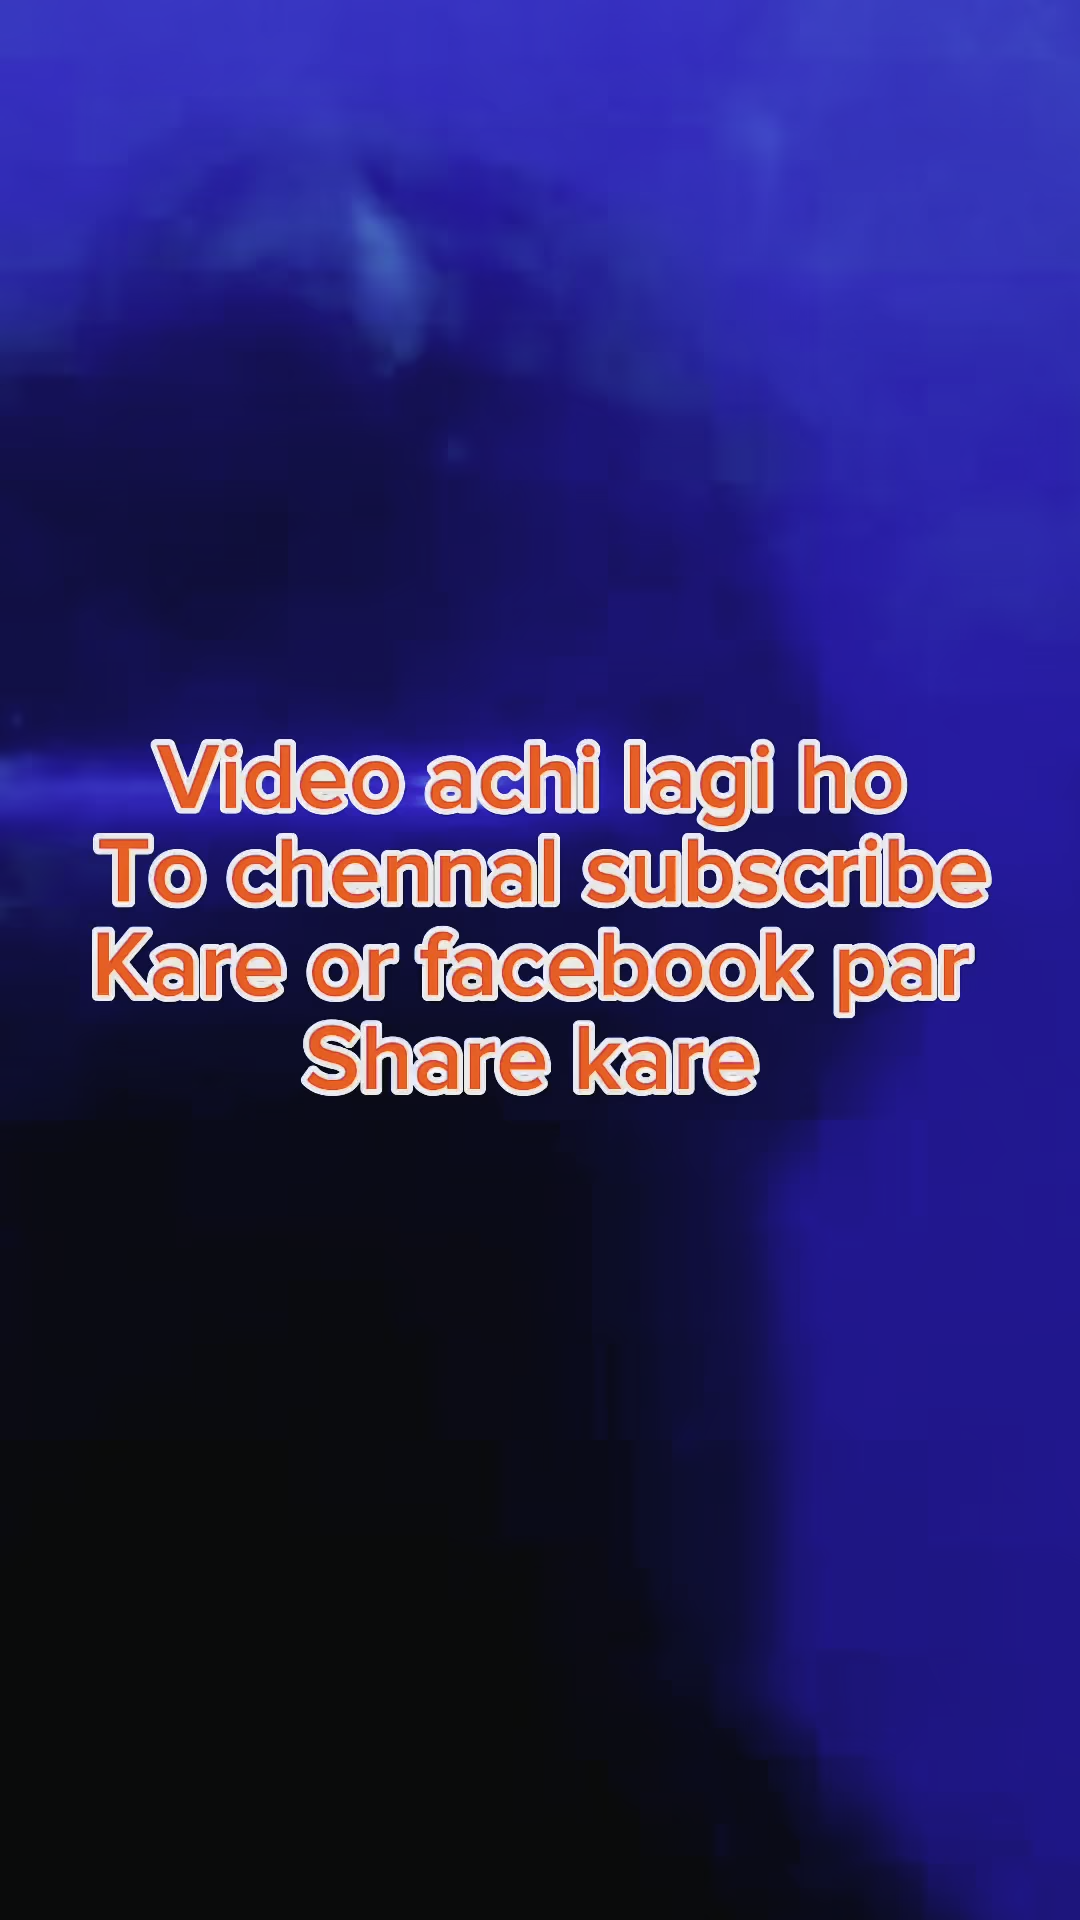 Video achi lagi ho
To chennal subscribe
Kare or facebook par
Share kare